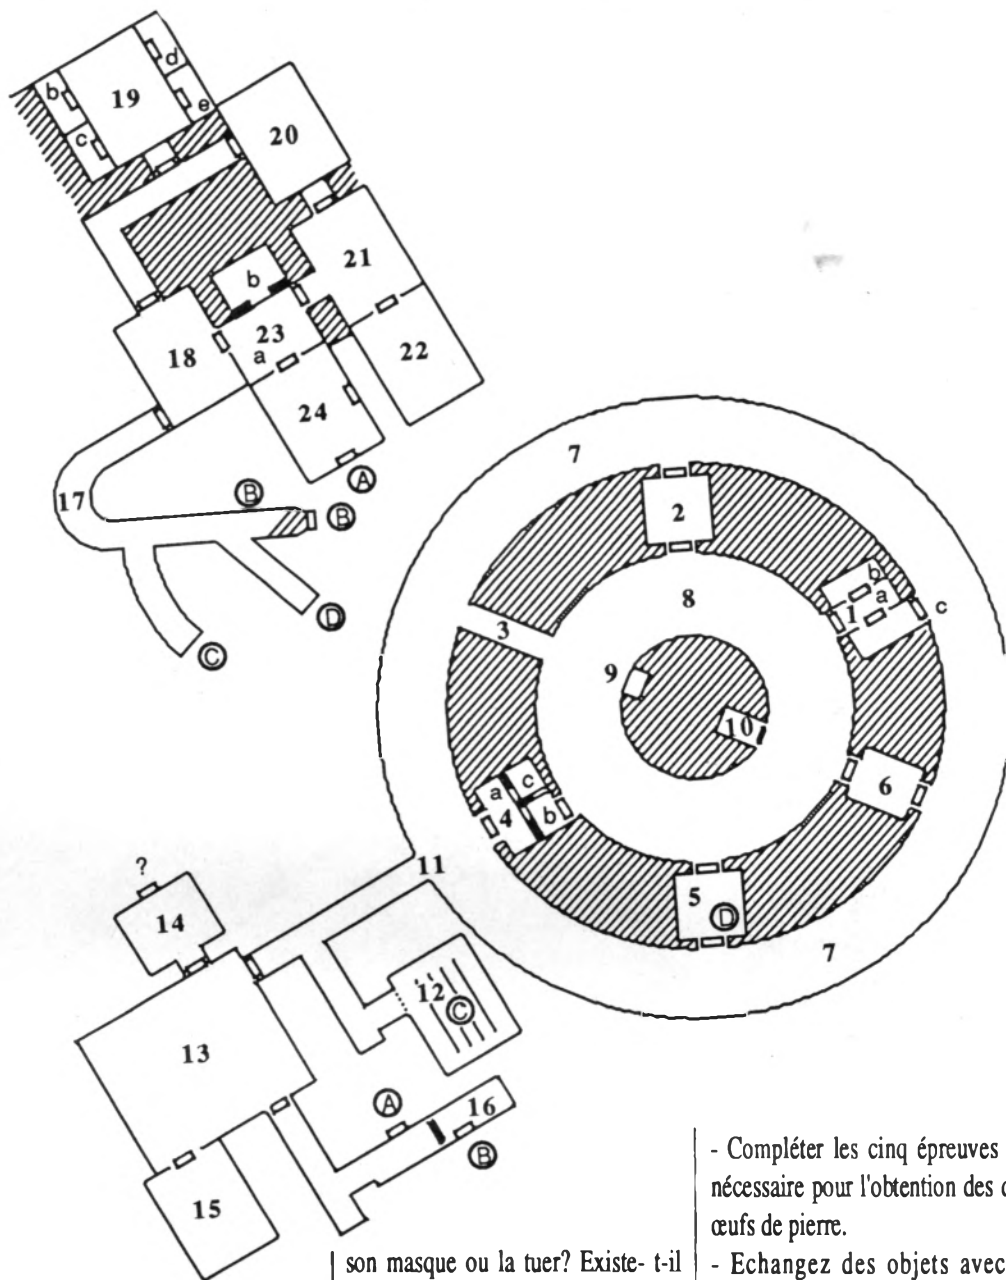 d
b
19
e
c
20
21
b
23
18
a
22
24
A
17
B
B
D
C
7
2
8
b
a
1
c
3
9
10
6
a
c
4
b
5
D
7
11
?
14
12
C
13
A
16
B
15
son masque ou la tuer? Existe- t-il
- Compléter les cinq épreuves
nécessaire pour l'obtention des
œufs de pierre.
- Echangez des objets avec